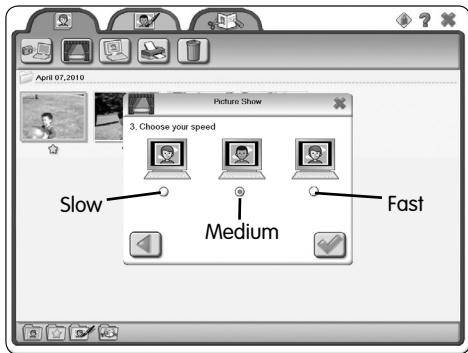 ?
April 07,2010
Picture Show
3. Choose your speed
Slow
Medium
Fast